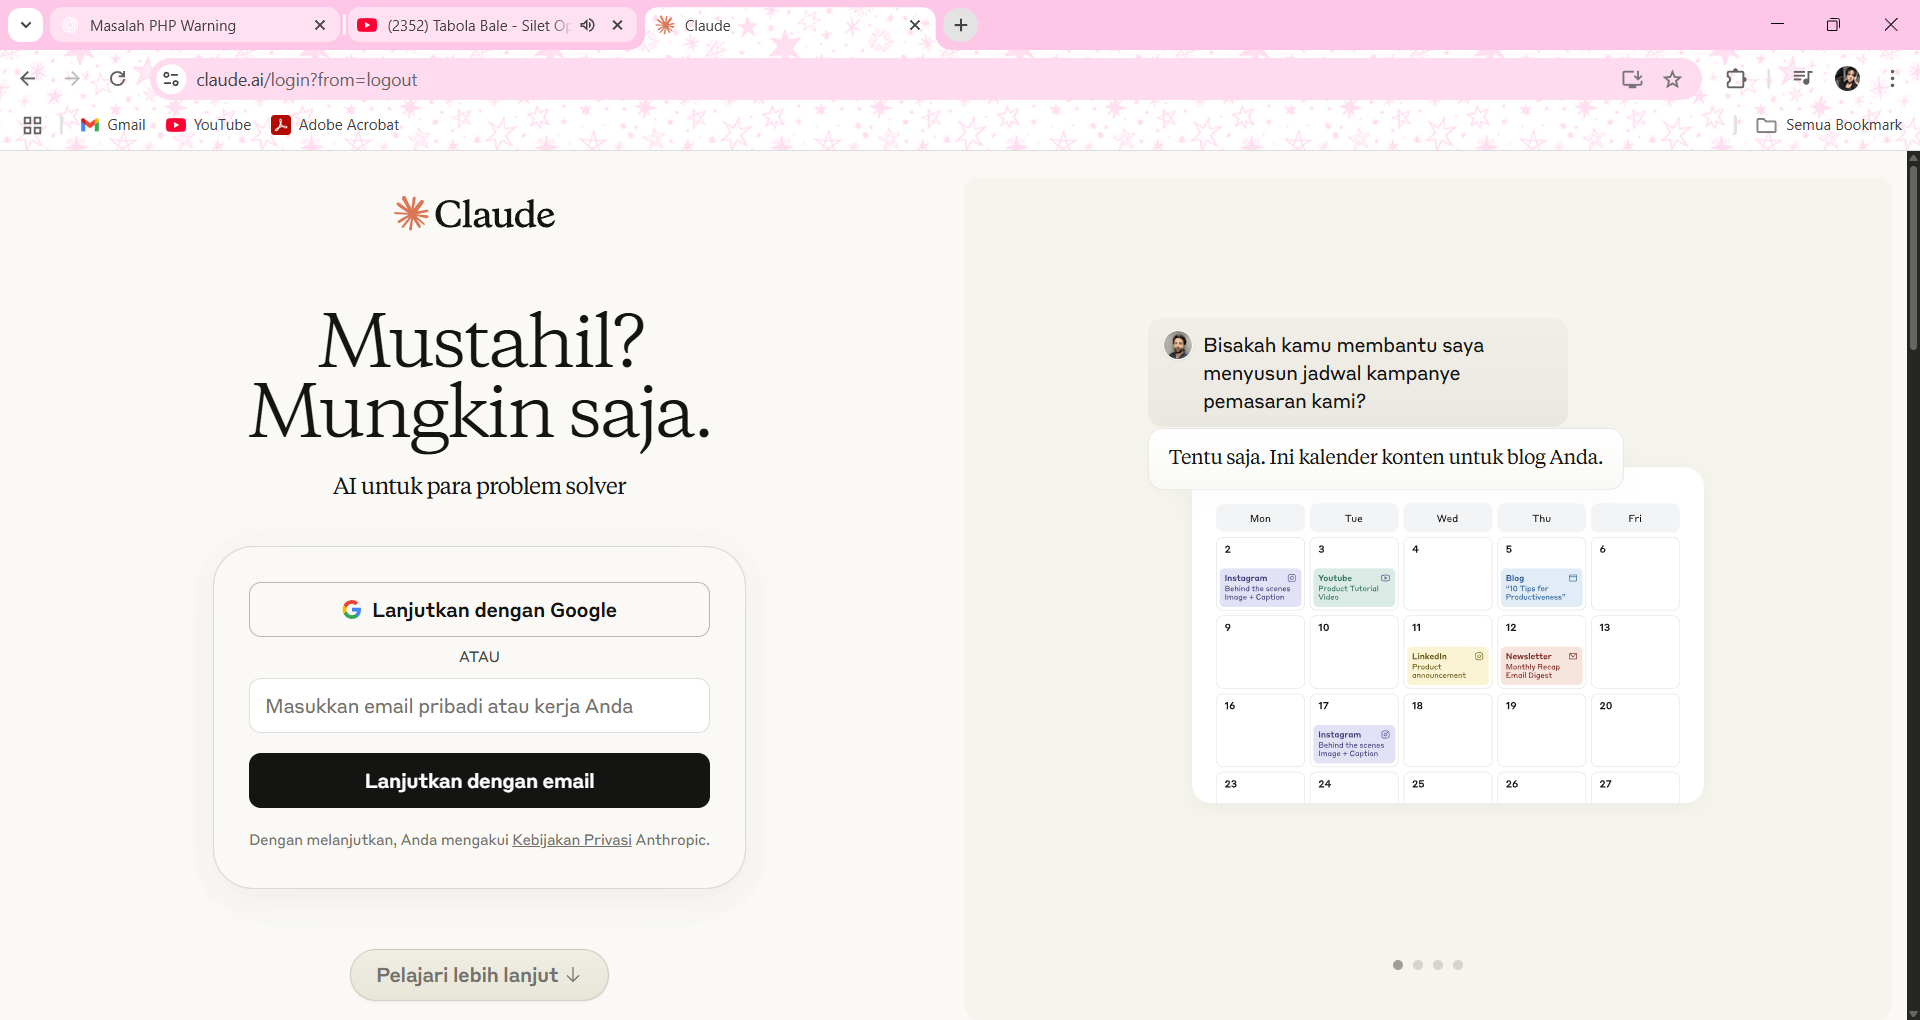 Masalah PHP Warning
(2352) Tabola Bale - Silet Op
Claude
claude.ai/login?from=logout
Gmail
YouTube
Adobe Acrobat
Semua Bookmark
Claude
Mustahil?
Mungkin saja.
AI untuk para problem solver
Lanjutkan dengan Google
ATAU
Masukkan email pribadi atau kerja Anda
Lanjutkan dengan email
Dengan melanjutkan, Anda mengakui Kebijakan Privasi Anthropic.
Pelajari lebih lanjut ↓
Bisakah kamu membantu saya
menyusun jadwal kampanye
pemasaran kami?
Tentu saja. Ini kalender konten untuk blog Anda.
Mon Tue Wed Thu Fri
2 3 4 5 6
Instagram Youtube Blog
Behind the scenes Product Tutorial "10 Tips for
Image + Caption Video Productiveness"
9 10 11 12 13
LinkedIn Newsletter
Product Monthly Recap
announcement Email Digest
16 17 18 19 20
Instagram
Behind the scenes
Image + Caption
23 24 25 26 27